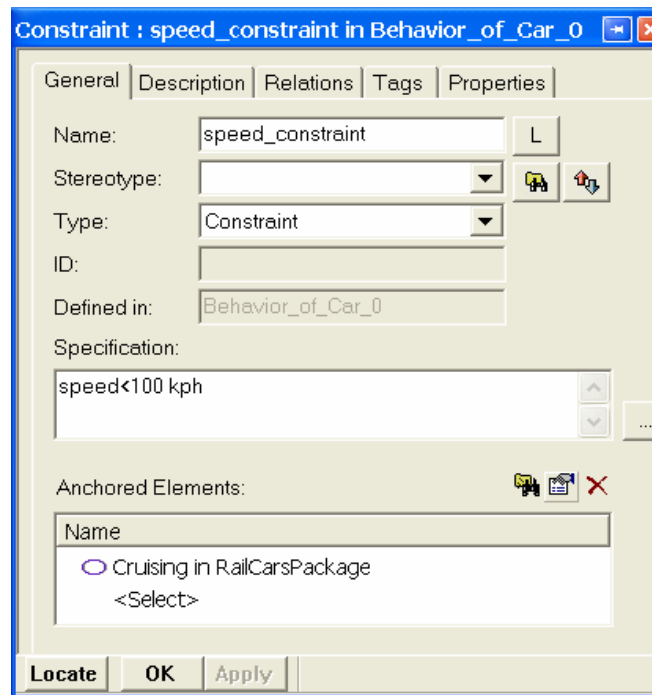 Constraint : speed_constraint in Behavior_of_Car_0
General Description Relations Tags Properties
Name: speed_constraint L
Stereotype:
Type: Constraint
ID:
Defined in: Behavior_of_Car_0
Specification:
speed<100 kph
...
Anchored Elements:
Name
Cruising in RailCarsPackage
<Select>
Locate OK Apply